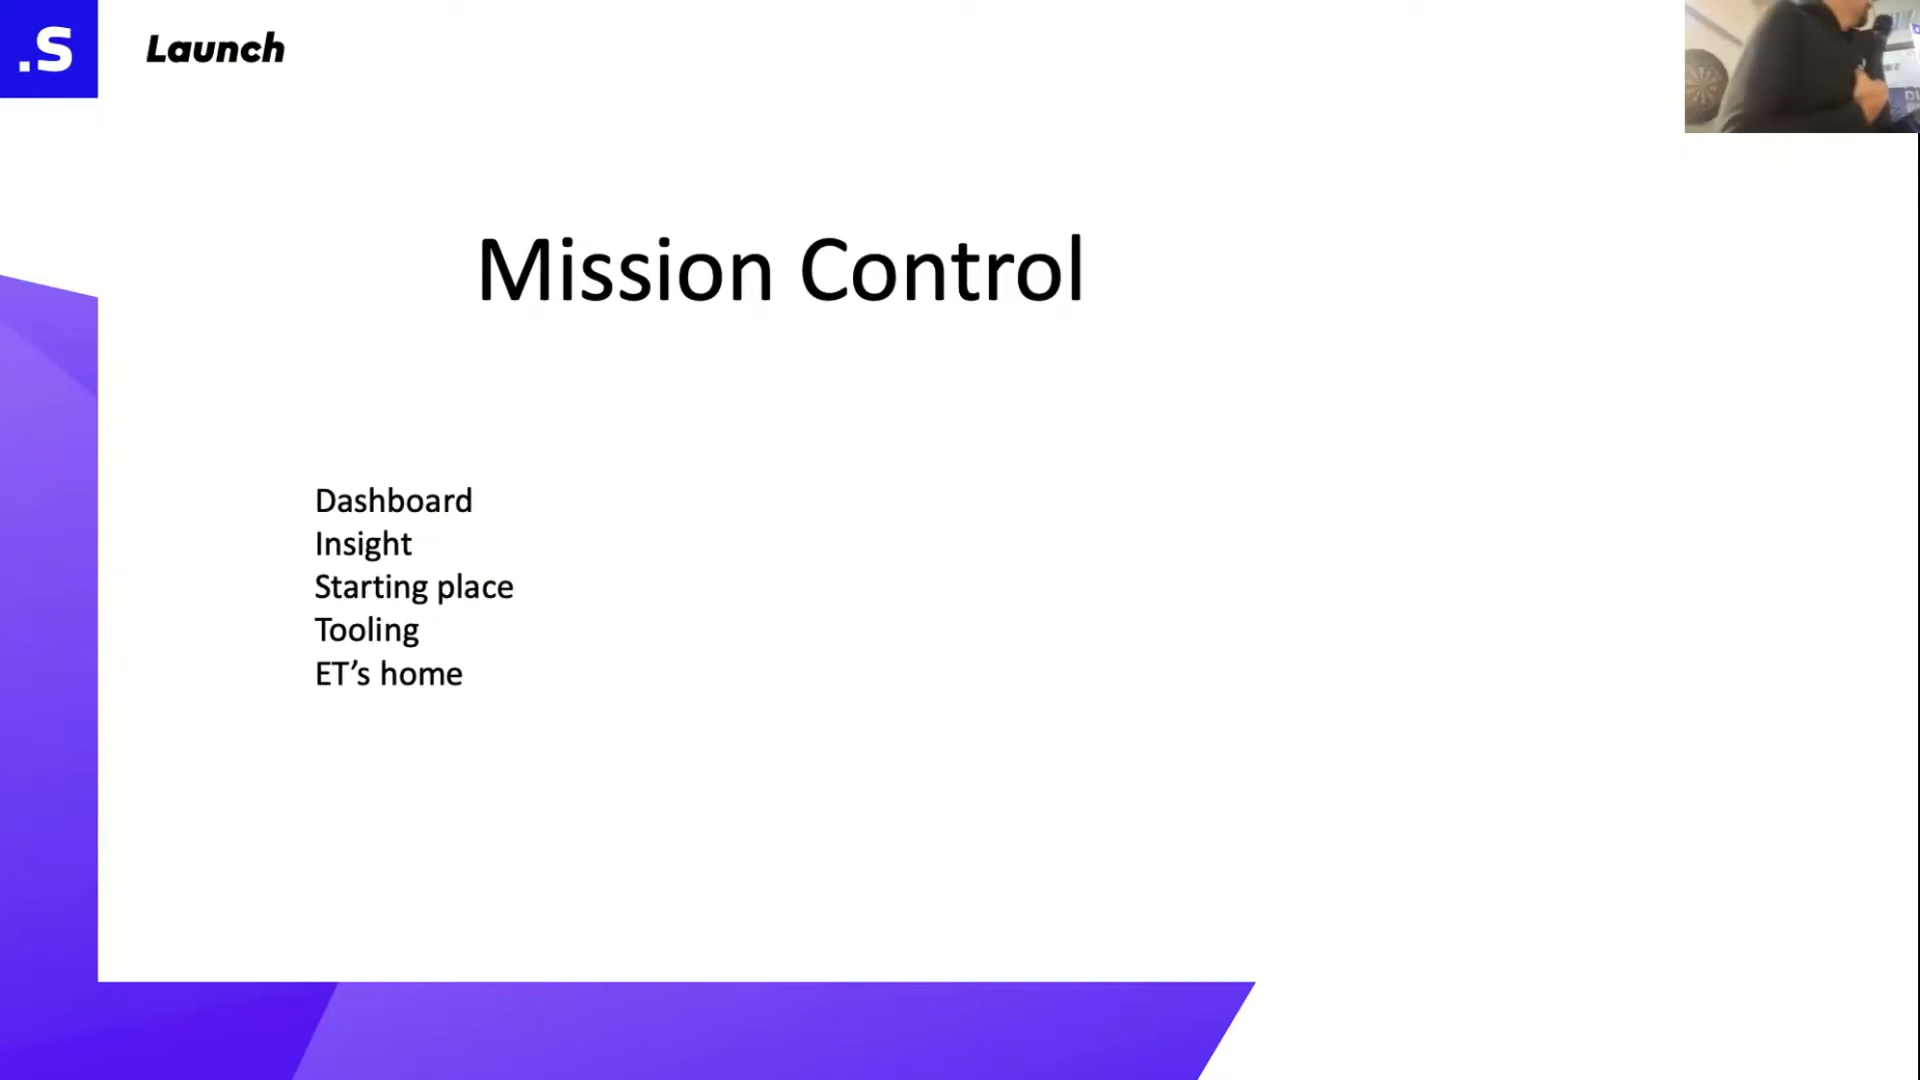 .S
Launch
Mission Control
Dashboard
Insight
Starting place
Tooling
ET’s home